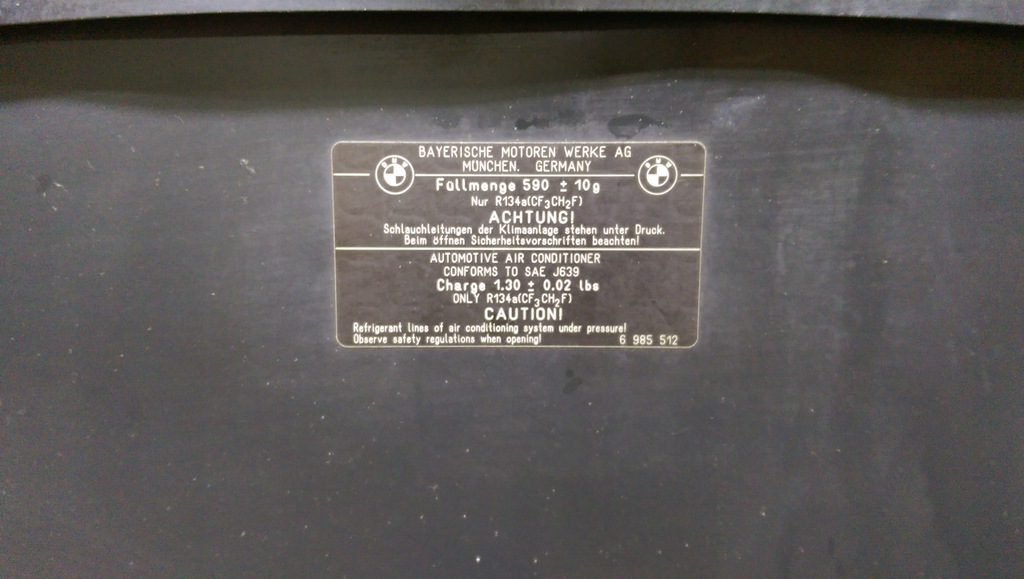 BAYERISCHE MOTOREN WERKE AG
MÜNCHEN. GERMANY
BMW
BMW
Füllmenge 590 ± 10g
Nur R134a(CF₃CH₂F)
ACHTUNG!
Schlauchleitungen der Klimaanlage stehen unter Druck.
Beim öffnen Sicherheitsvorschriften beachten!
AUTOMOTIVE AIR CONDITIONER
CONFORMS TO SAE J639
Charge 1.30 ± 0.02 lbs
ONLY R134a(CF₃CH₂F)
CAUTION!
Refrigerant lines of air conditioning system under pressure!
Observe safety regulations when opening!
6 985 512